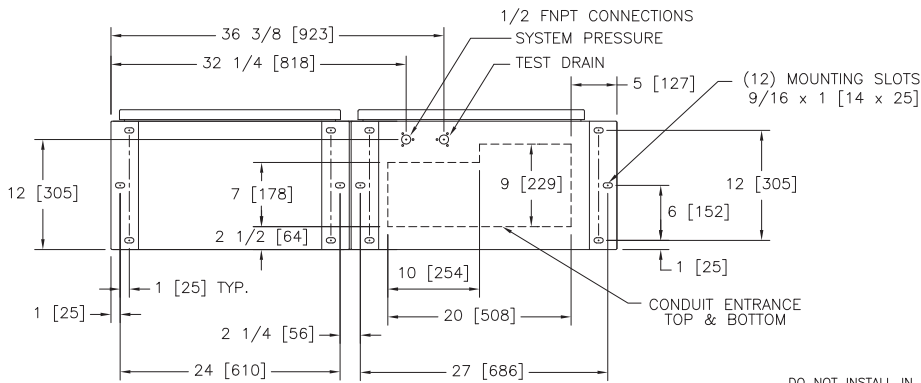 1/2 FNPT CONNECTIONS
36 3/8 [923]
SYSTEM PRESSURE
32 1/4 [818]
TEST DRAIN
5 [127]
(12) MOUNTING SLOTS
9/16 x 1 [14 x 25]
12 [305]
7 [178]
9 [229]
12 [305]
6 [152]
2 1/2 [64]
1 [25]
10 [254]
1 [25] TYP.
CONDUIT ENTRANCE
TOP & BOTTOM
1 [25]
20 [508]
2 1/4 [56]
24 [610]
27 [686]
DO NOT INSTALL IN